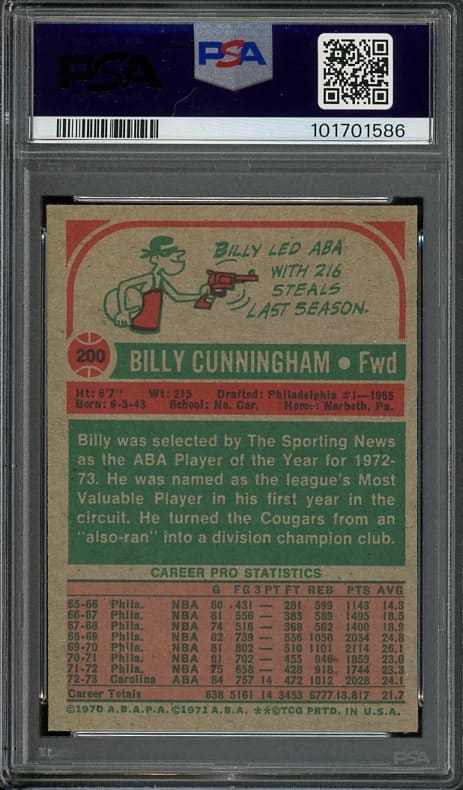 PSA
PSA
101701586
BILLY LED ABA
WITH 216
STEALS
LAST SEASON.
200 BILLY CUNNINGHAM • Fwd
Ht: 6'7" Wt: 215 Drafted: Philadelphia #1—1965
Born: 6-3-43 School: No. Car. Home: Narbeth, Pa.
Billy was selected by The Sporting News
as the ABA Player of the Year for 1972-
73. He was named as the league's Most
Valuable Player in his first year in the
circuit. He turned the Cougars from an
"also-ran" into a division champion club.
CAREER PRO STATISTICS
G FG 3 PT FT REB PTS AVG
65-66 Phila. NBA 80 431 — 281 599 1143 14.3
66-67 Phila. NBA 81 556 — 383 589 1495 18.5
67-68 Phila. NBA 74 516 — 368 562 1400 18.9
68-69 Phila. NBA 82 739 — 556 1050 2034 24.8
69-70 Phila. NBA 81 802 — 510 1101 2114 26.1
70-71 Phila. NBA 81 702 — 455 946 1859 23.0
71-72 Phila. NBA 75 658 — 428 918 1744 23.3
72-73 Carolina ABA 84 757 14 472 1012 2028 24.1
Career Totals 638 5161 14 3453 6777 13,817 21.7
©1970 A.B.A.P.A. ©1971 A.B.A. **©TCG PRTD. IN U.S.A.
PSA